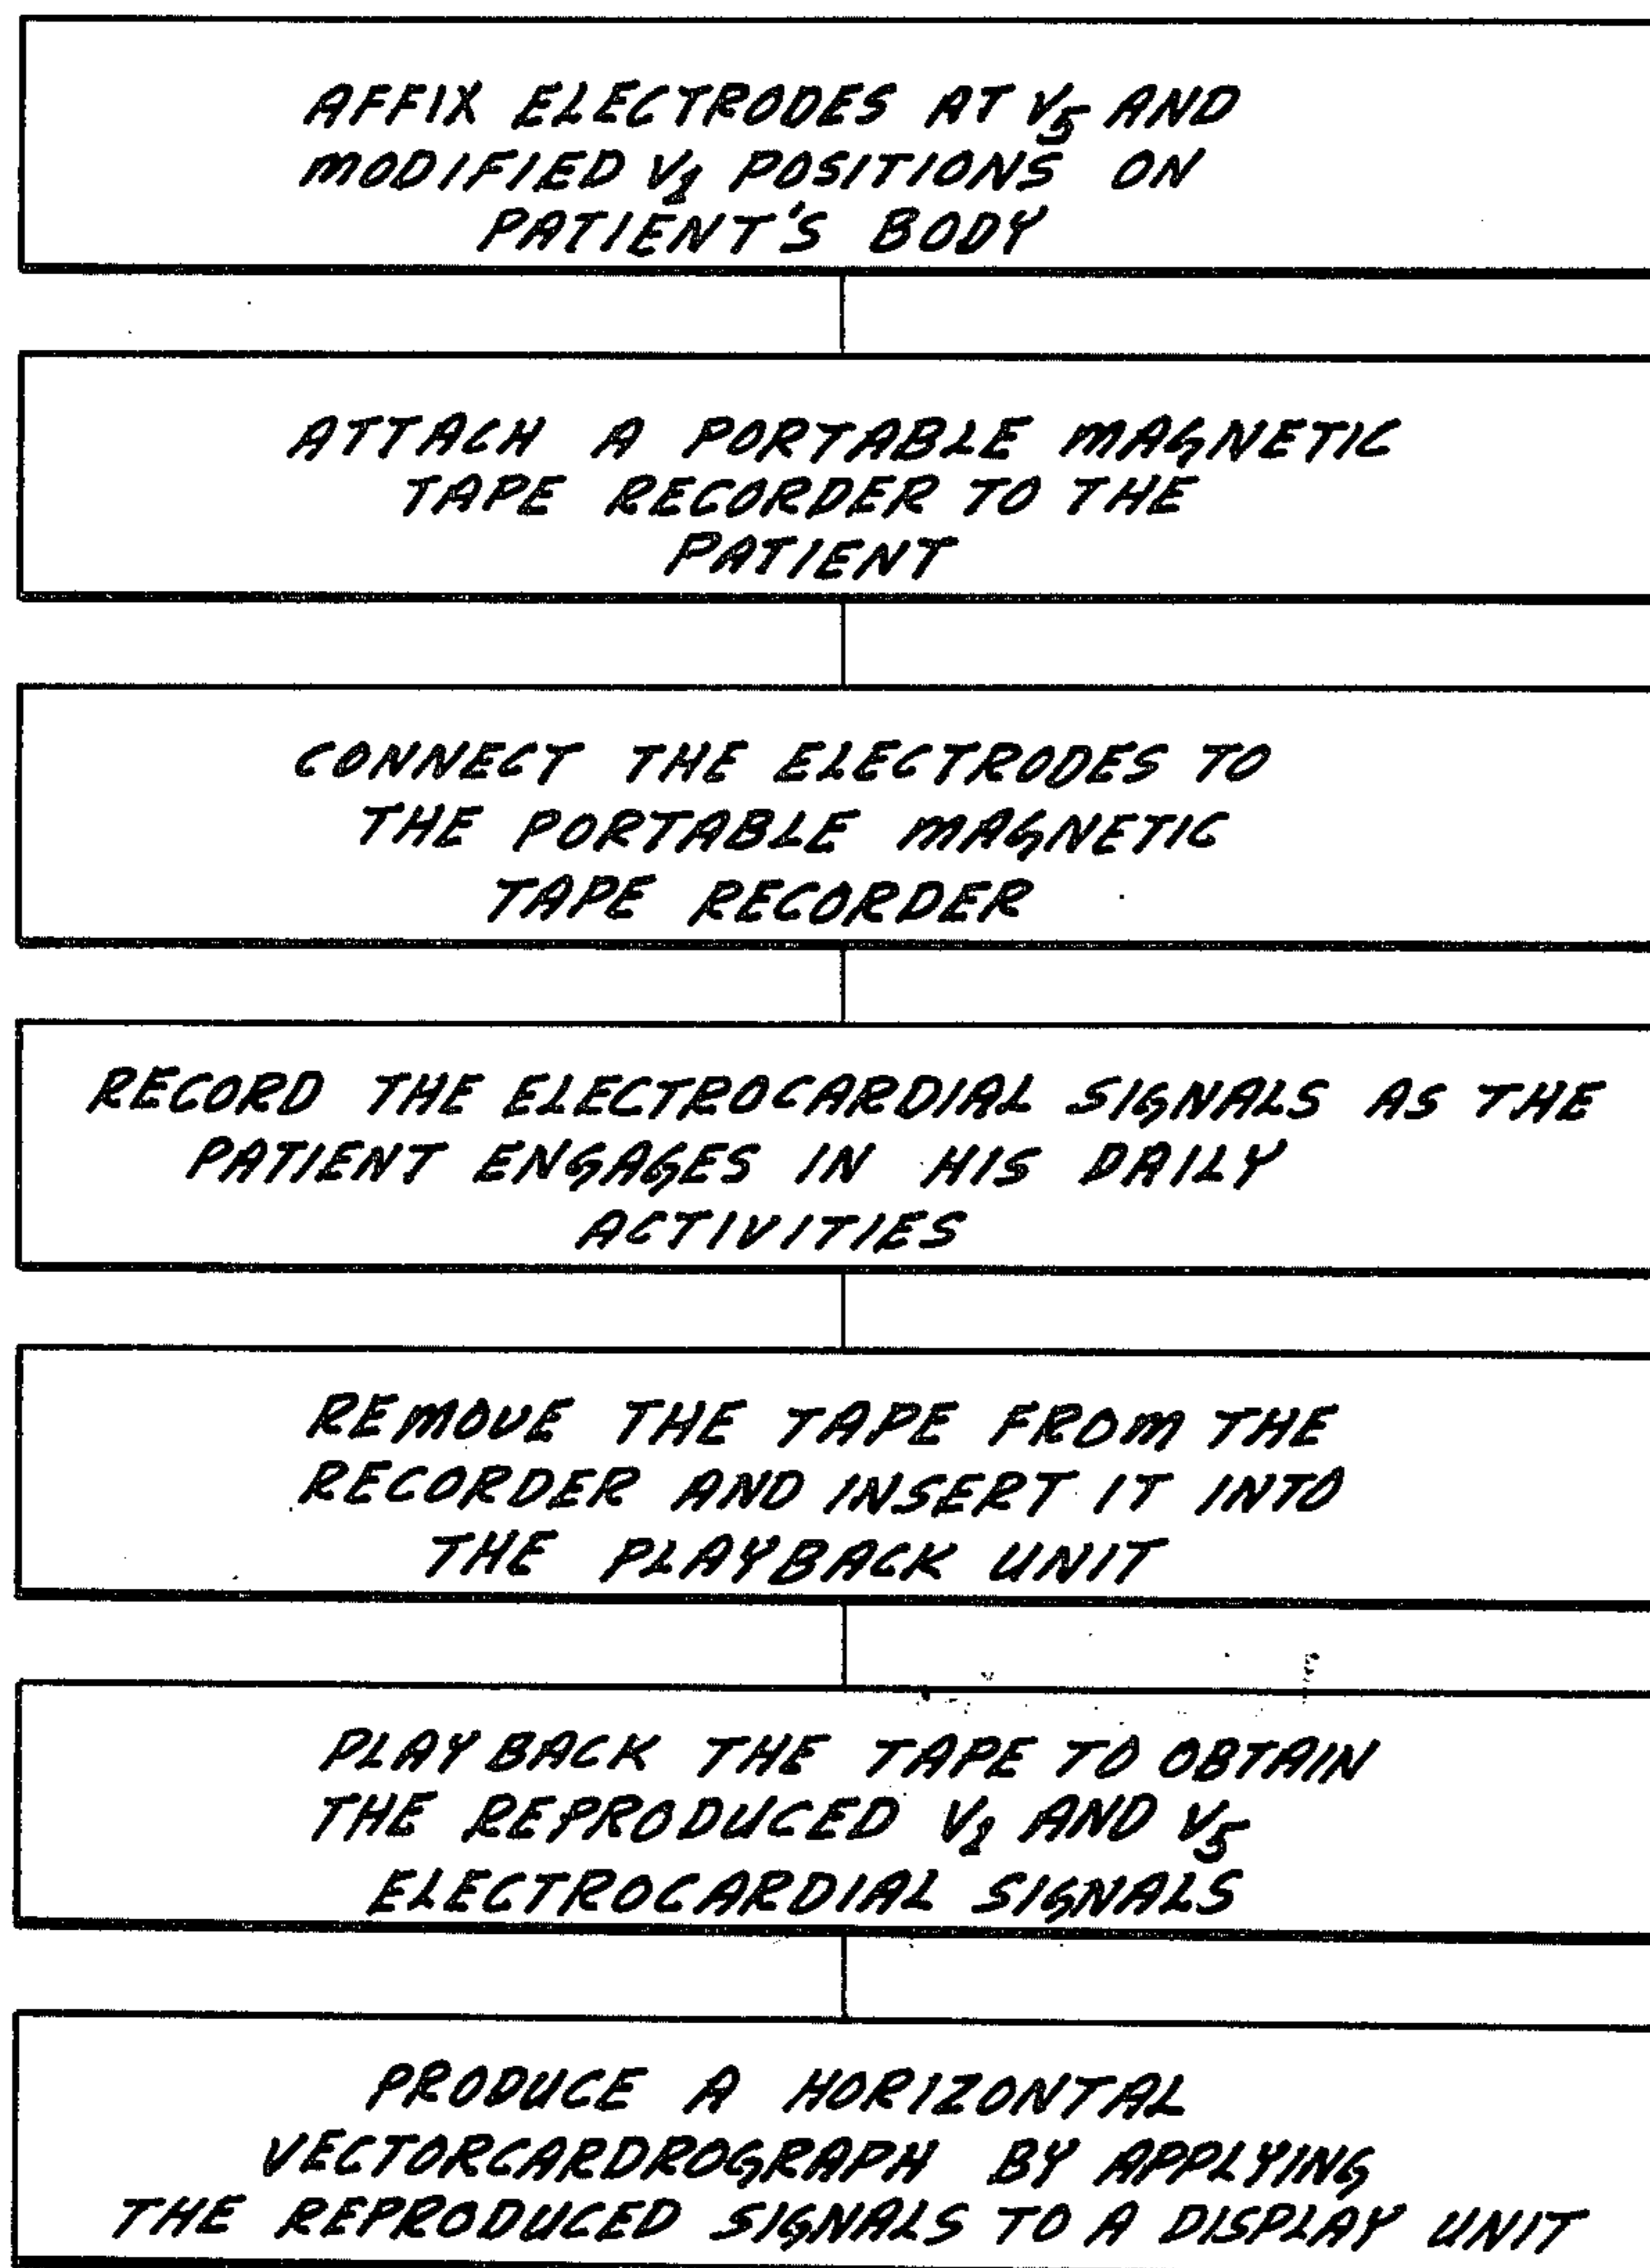 AFFIX ELECTRODES AT V5 AND
MODIFIED V1 POSITIONS ON
PATIENT'S BODY
ATTACH A PORTABLE MAGNETIC
TAPE RECORDER TO THE
PATIENT
CONNECT THE ELECTRODES TO
THE PORTABLE MAGNETIC
TAPE RECORDER
RECORD THE ELECTROCARDIAL SIGNALS AS THE
PATIENT ENGAGES IN HIS DAILY
ACTIVITIES
REMOVE THE TAPE FROM THE
RECORDER AND INSERT IT INTO
THE PLAYBACK UNIT
PLAY BACK THE TAPE TO OBTAIN
THE REPRODUCED V1 AND V5
ELECTROCARDIAL SIGNALS
PRODUCE A HORIZONTAL
VECTORCARDROGRAPH BY APPLYING
THE REPRODUCED SIGNALS TO A DISPLAY UNIT